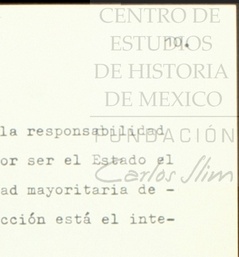 CENTRO DE
ESTUDIOS
DE HISTORIA
DE MEXICO
FUNDACIÓN
Carlos Slim
no.
la responsabilidad
or ser el Estado el
ad mayoritaria de -
cción está el inte-